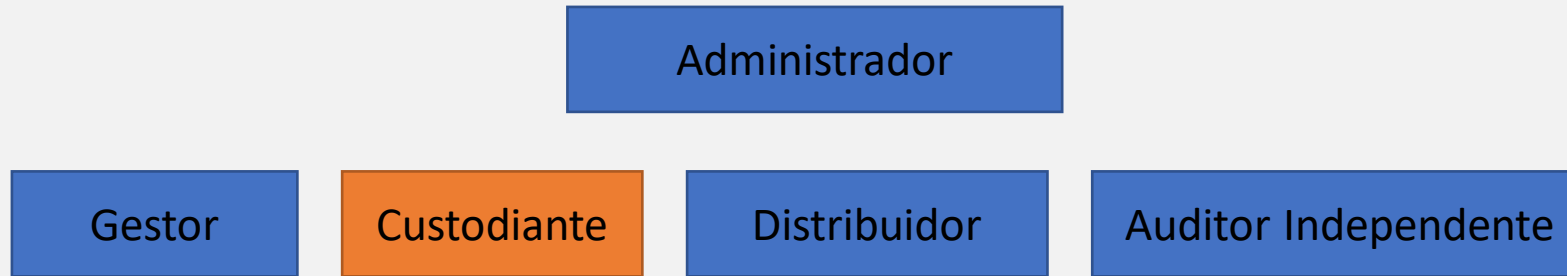 Administrador
Gestor
Custodiante
Distribuidor
Auditor Independente